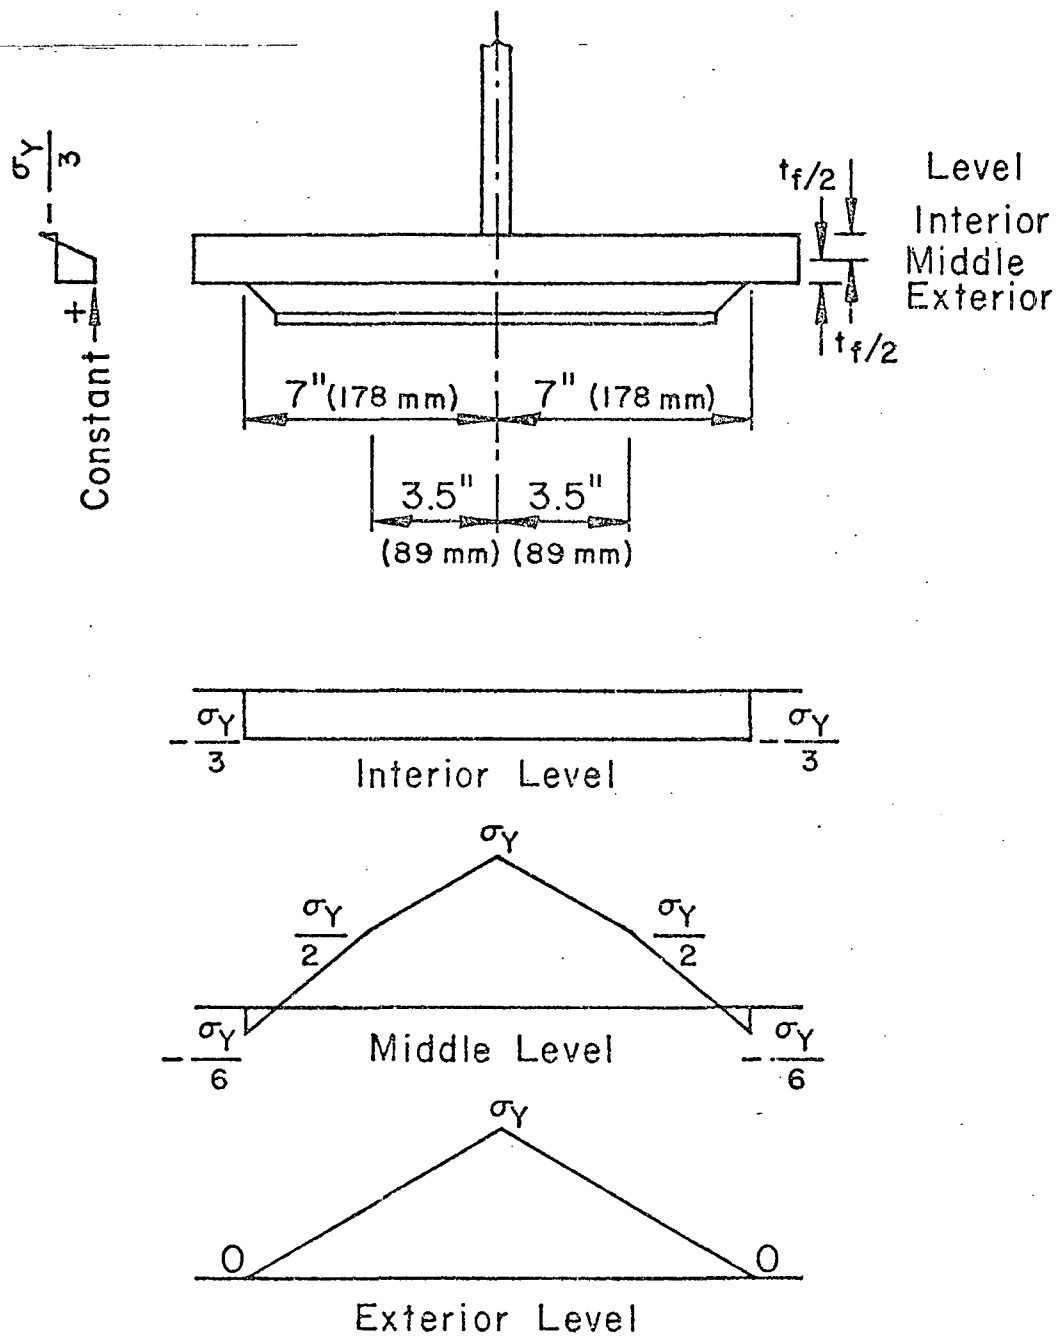 σY/3
-
+
Constant
tf/2
Level
Interior
Middle
Exterior
tf/2
7" (178 mm) 7" (178 mm)
3.5" 3.5"
(89 mm) (89 mm)
-σY/3 -σY/3
Interior Level
σY
σY/2 σY/2
-σY/6 -σY/6
Middle Level
σY
0 0
Exterior Level